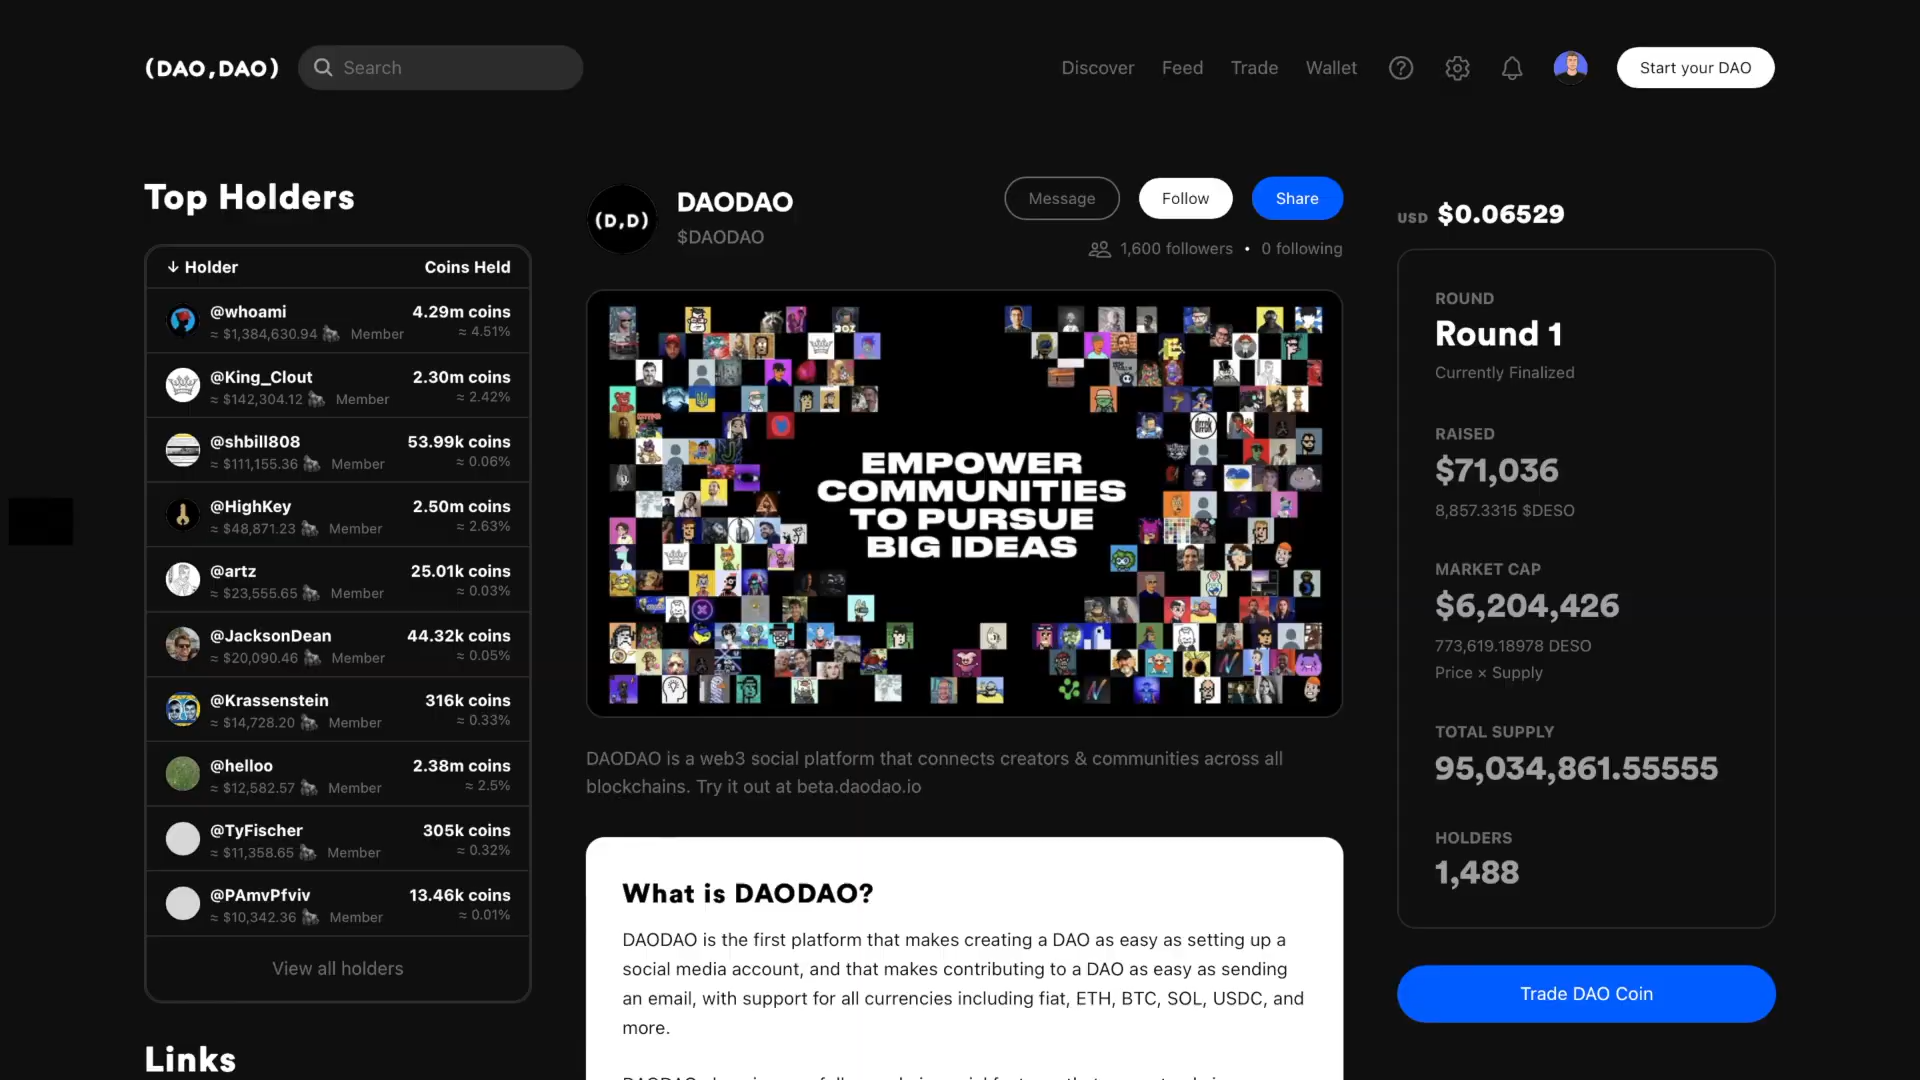 (DAO,DAO)
Search
Discover
Feed
Trade
Wallet
Start your DAO
Top Holders
↓ Holder
Coins Held
@whoami
4.29m coins
≈ $1,384,630.94
Member
≈ 4.51%
@King_Clout
2.30m coins
≈ $142,304.12
Member
≈ 2.42%
@shbill808
53.99k coins
≈ $111,155.36
Member
≈ 0.06%
@HighKey
2.50m coins
≈ $48,871.23
Member
≈ 2.63%
@artz
25.01k coins
≈ $23,555.65
Member
≈ 0.03%
@JacksonDean
44.32k coins
≈ $20,090.46
Member
≈ 0.05%
@Krassenstein
316k coins
≈ $14,728.20
Member
≈ 0.33%
@helloo
2.38m coins
≈ $12,582.57
Member
≈ 2.5%
@TyFischer
305k coins
≈ $11,358.65
Member
≈ 0.32%
@PAmvPfviv
13.46k coins
≈ $10,342.36
Member
≈ 0.01%
View all holders
Links
(D,D)
DAODAO
$DAODAO
Message
Follow
Share
1,600 followers • 0 following
EMPOWER
COMMUNITIES
TO PURSUE
BIG IDEAS
DAODAO is a web3 social platform that connects creators & communities across all
blockchains. Try it out at beta.daodao.io
What is DAODAO?
DAODAO is the first platform that makes creating a DAO as easy as setting up a
social media account, and that makes contributing to a DAO as easy as sending
an email, with support for all currencies including fiat, ETH, BTC, SOL, USDC, and
more.
USD $0.06529
ROUND
Round 1
Currently Finalized
RAISED
$71,036
8,857.3315 $DESO
MARKET CAP
$6,204,426
773,619.18978 DESO
Price × Supply
TOTAL SUPPLY
95,034,861.55555
HOLDERS
1,488
Trade DAO Coin